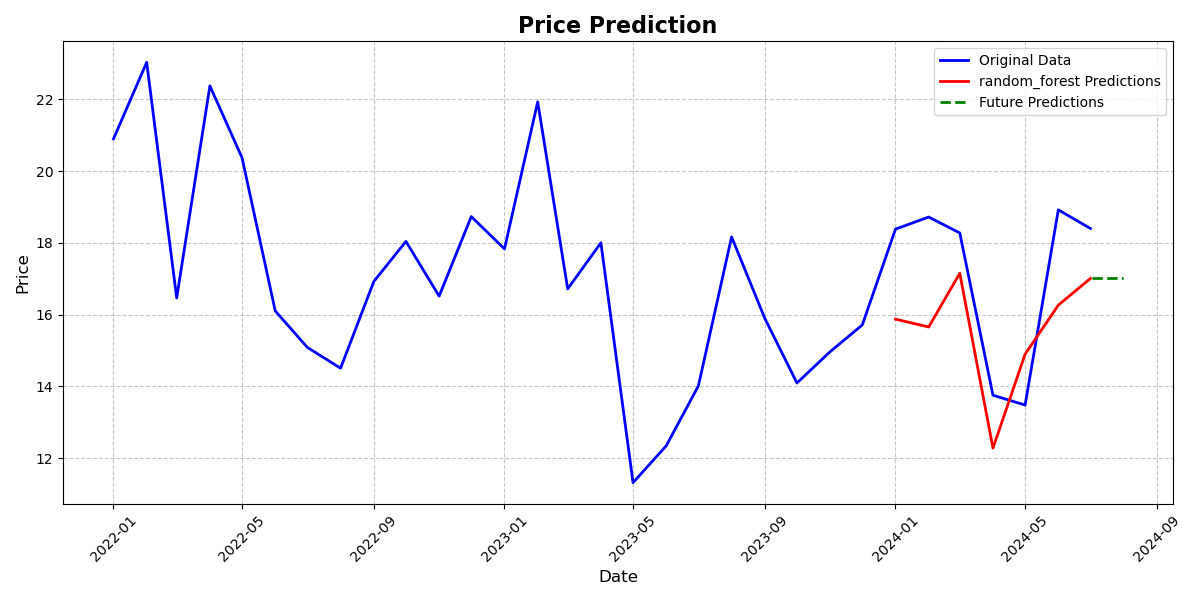 Price Prediction
Original Data
random_forest Predictions
Future Predictions
Price
22
20
18
16
14
12
2022-01
2022-05
2022-09
2023-01
2023-05
2023-09
2024-01
2024-05
2024-09
Date